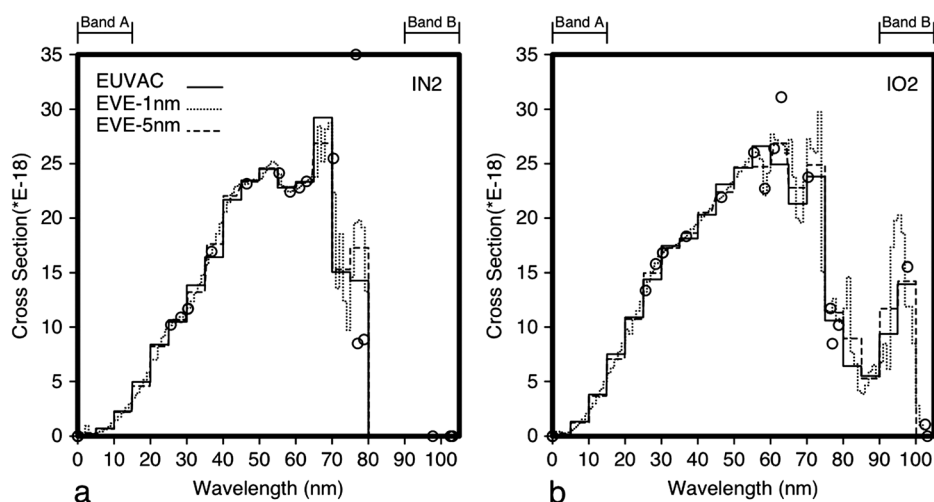 Band A
Band B
Band A
Band B
35
30
25
20
15
10
5
0
Cross Section(*E-18)
EUVAC
EVE-1nm
EVE-5nm
IN2
0 10 20 30 40 50 60 70 80 90 100
Wavelength (nm)
a
35
30
25
20
15
10
5
0
Cross Section(*E-18)
IO2
0 10 20 30 40 50 60 70 80 90 100
Wavelength (nm)
b